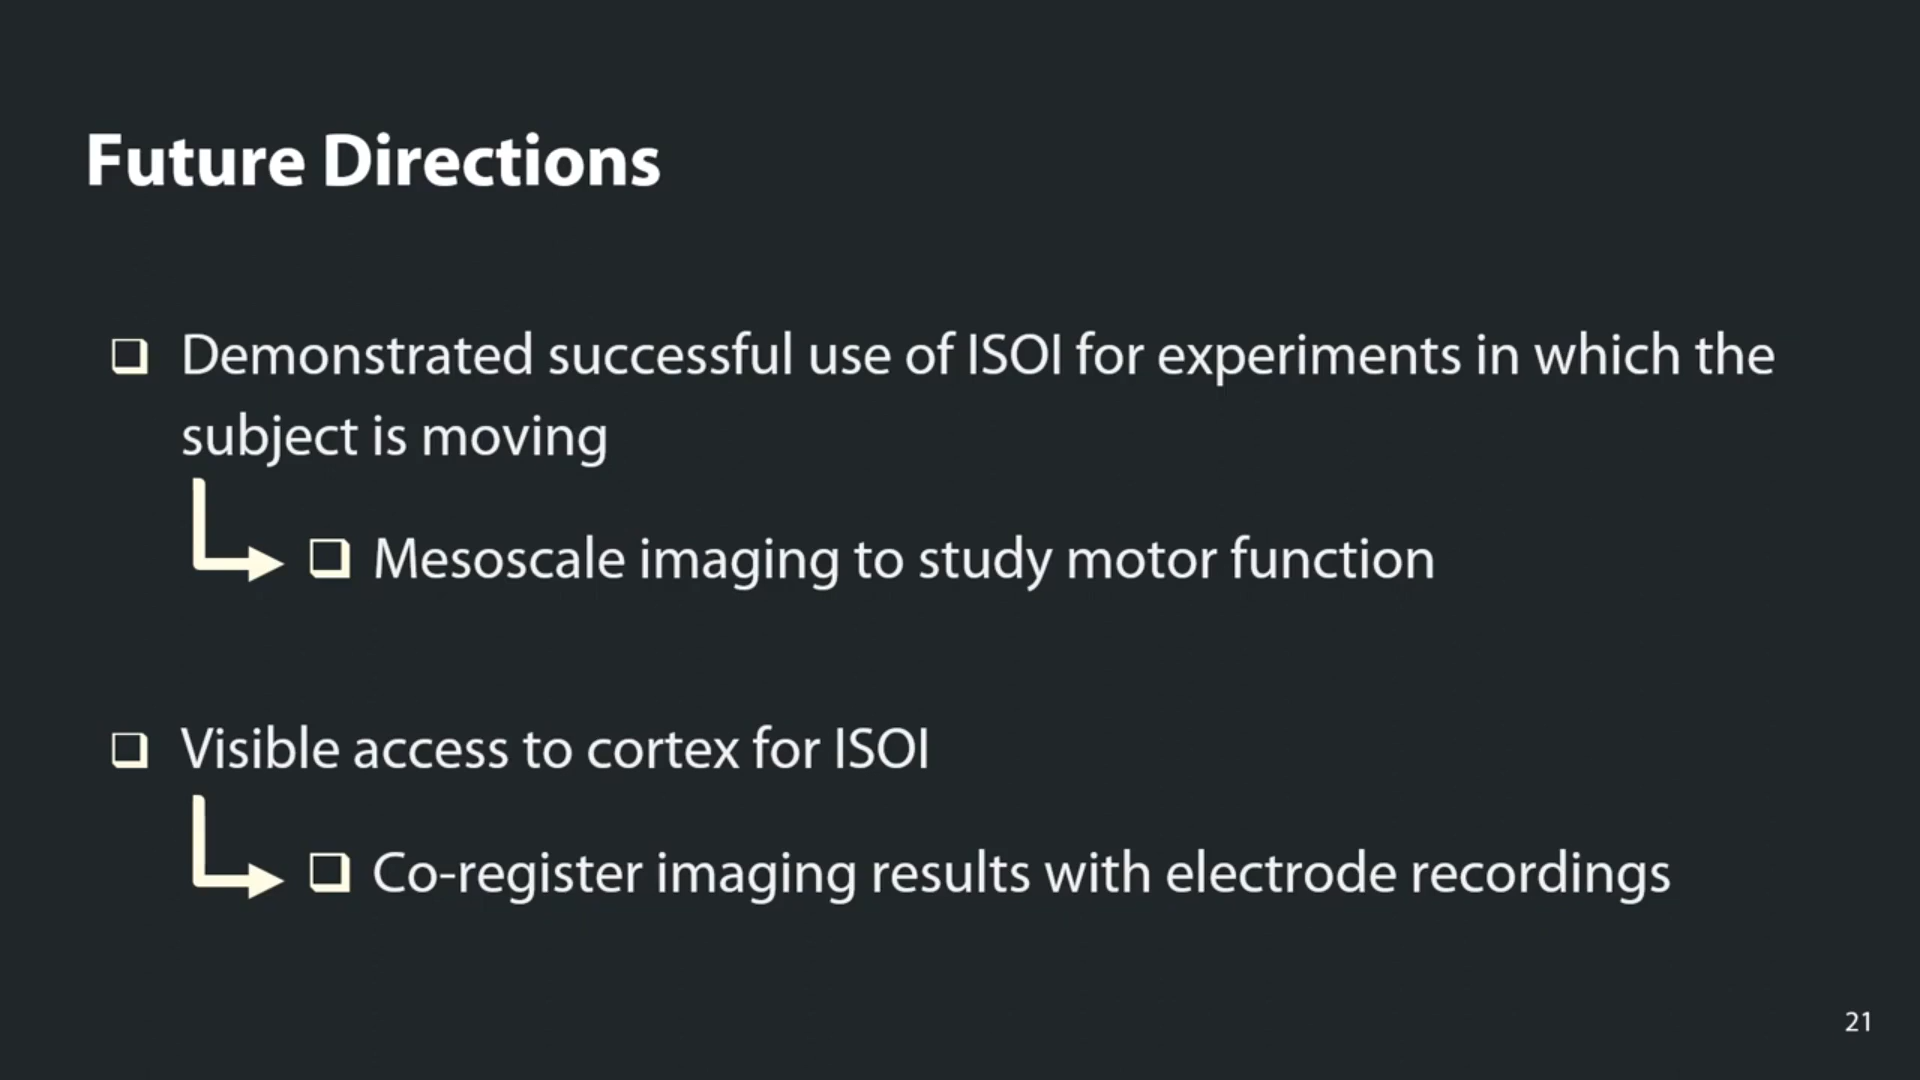 Future Directions
Demonstrated successful use of ISOI for experiments in which the
subject is moving
Mesoscale imaging to study motor function
Visible access to cortex for ISOI
Co-register imaging results with electrode recordings
21